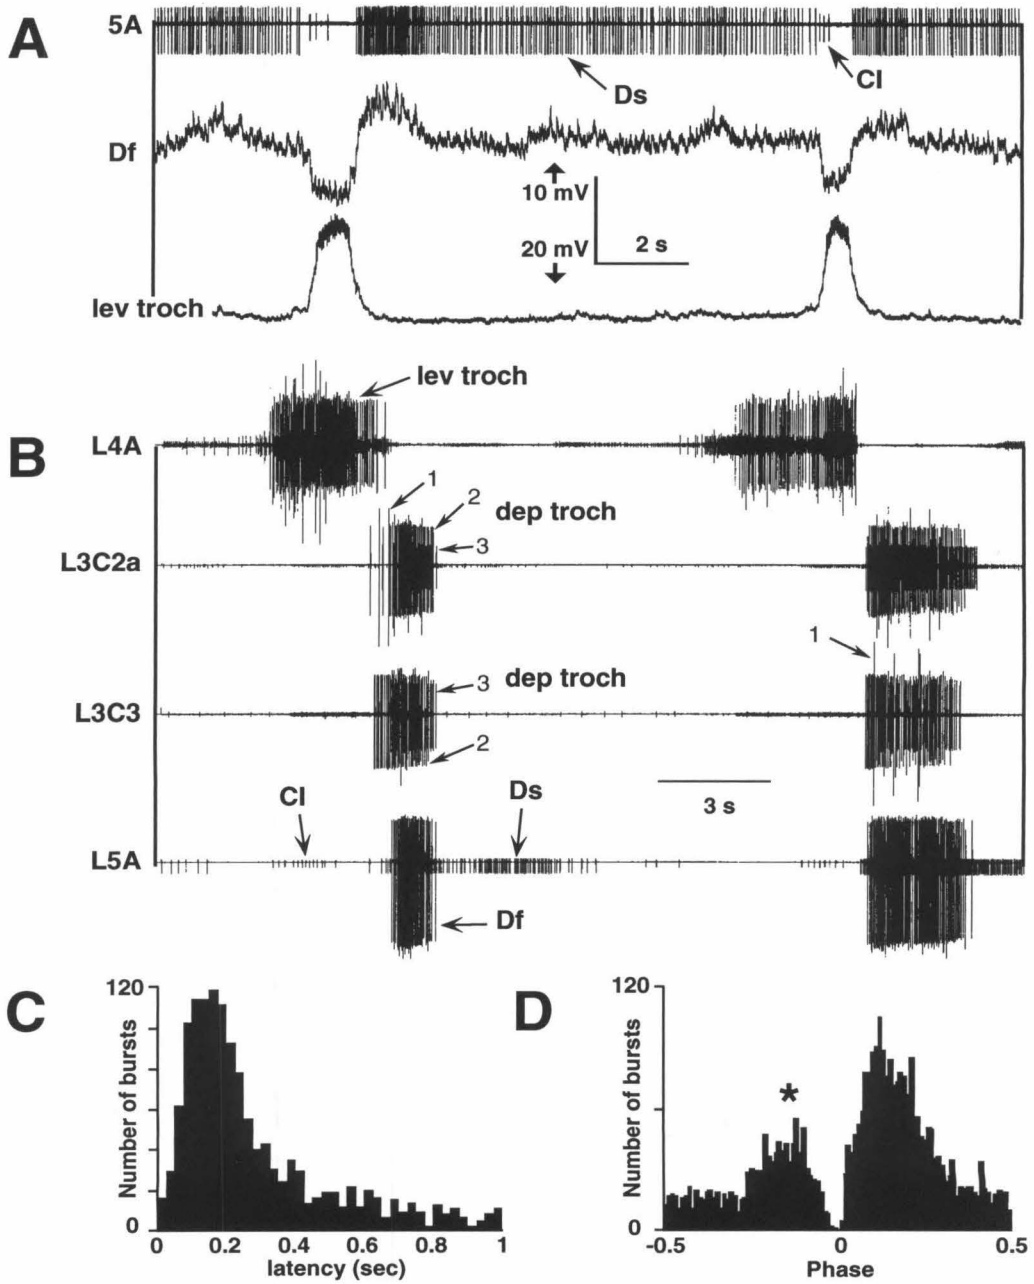 A
5A
Ds
Cl
Df
10 mV
20 mV
2 s
lev troch
B
lev troch
L4A
1
2
dep troch
3
L3C2a
1
3
dep troch
L3C3
2
3 s
Cl
Ds
L5A
Df
C
120
Number of bursts
0
0
0.2
0.4
0.6
0.8
1
latency (sec)
D
120
Number of bursts
*
0
-0.5
0
0.5
Phase